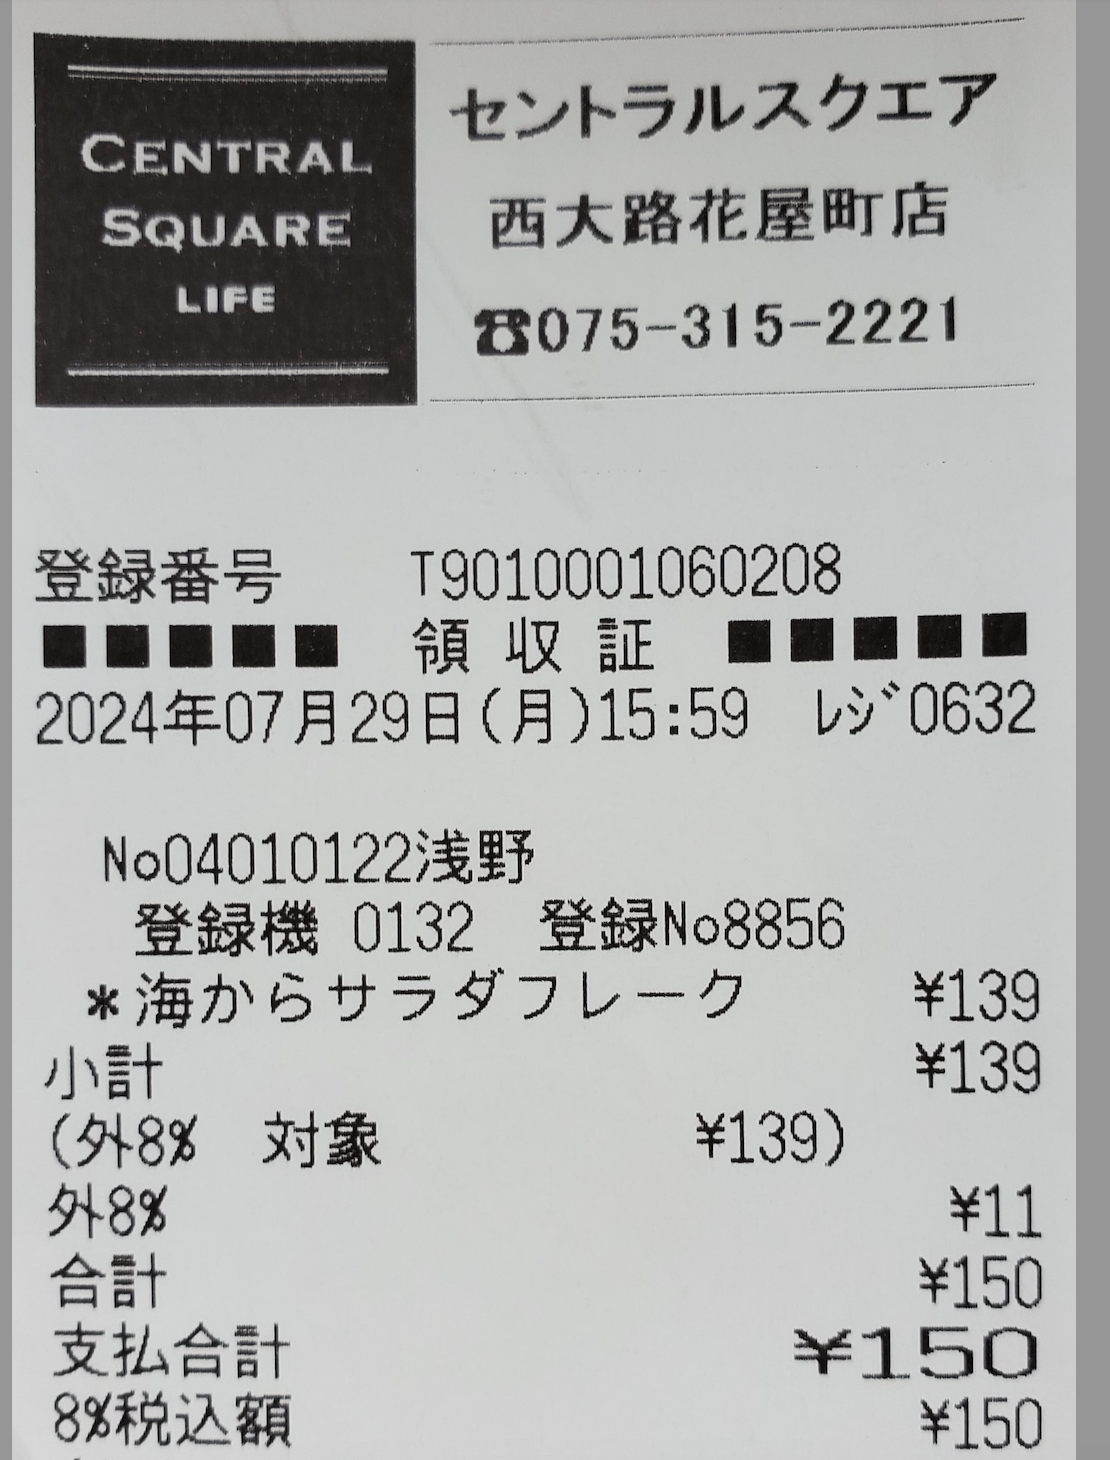 CENTRAL
SQUARE
LIFE
セントラルスクエア
西大路花屋町店
☎075-315-2221
登録番号 T9010001060208
■■■■■ 領収証 ■■■■■
2024年07月29日(月)15:59 ﾚｼﾞ0632
No04010122浅野
登録機 0132 登録No8856
*海からサラダフレーク ¥139
小計 ¥139
(外8% 対象 ¥139)
外8% ¥11
合計 ¥150
支払合計 ¥150
8%税込額 ¥150